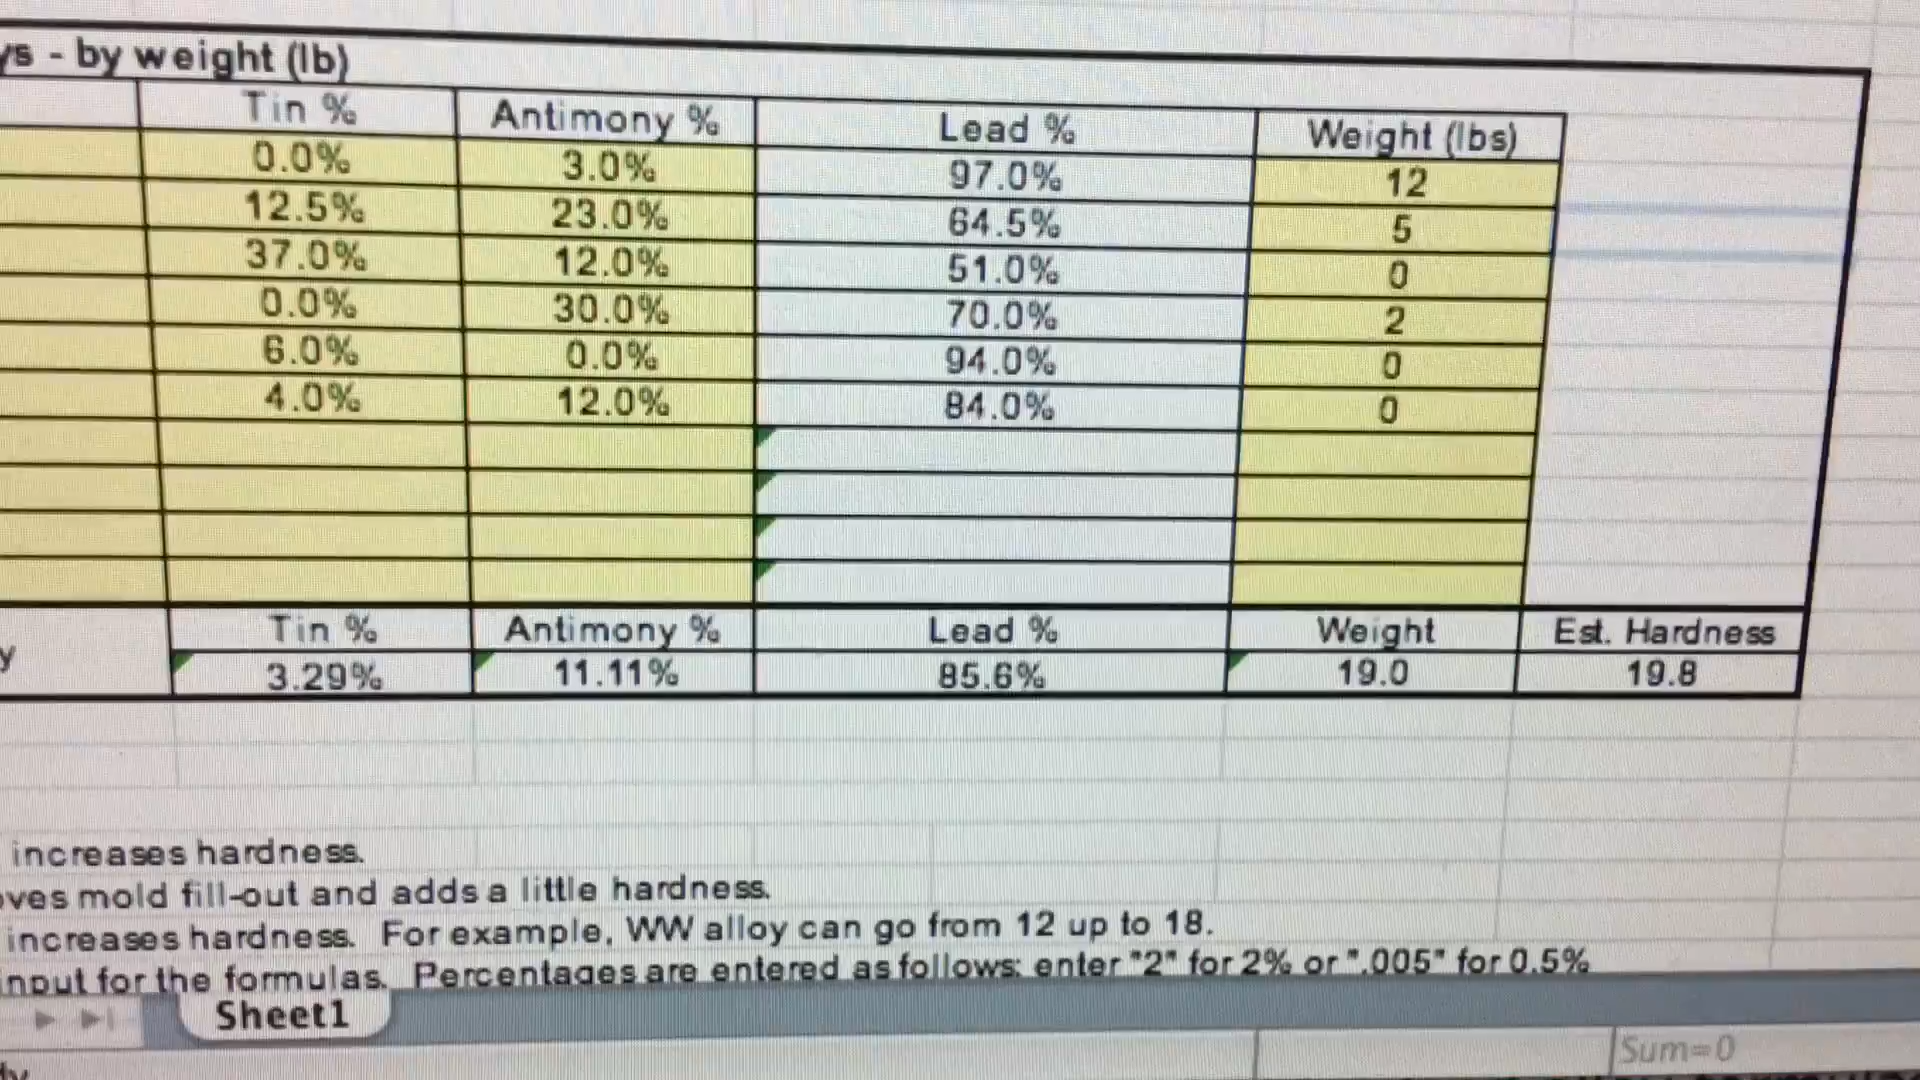 ys - by weight (lb)
Tin % Antimony % Lead % Weight (lbs)
0.0% 3.0% 97.0% 12
12.5% 23.0% 64.5% 5
37.0% 12.0% 51.0% 0
0.0% 30.0% 70.0% 2
6.0% 0.0% 94.0% 0
4.0% 12.0% 84.0% 0
Tin % Antimony % Lead % Weight Est. Hardness
y 3.29% 11.11% 85.6% 19.0 19.8
increases hardness.
oves mold fill-out and adds a little hardness.
increases hardness. For example, WW alloy can go from 12 up to 18.
input for the formulas. Percentages are entered as follows: enter "2" for 2% or ".005" for 0.5%
Sheet1
Sum=0